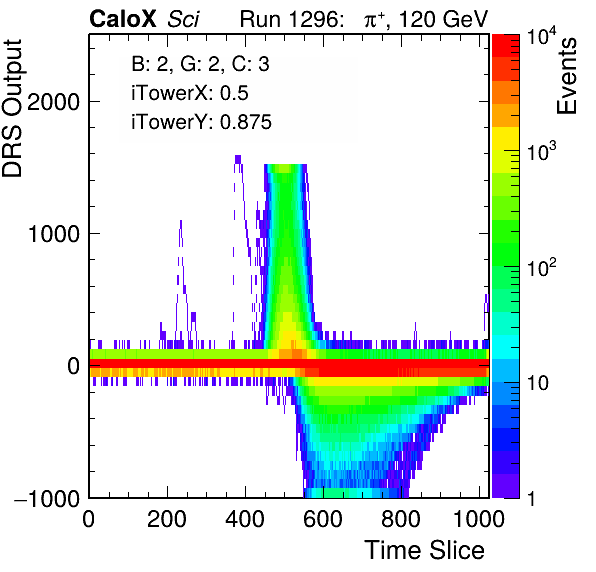 CaloX Sci Run 1296: π⁺, 120 GeV
B: 2, G: 2, C: 3
iTowerX: 0.5
iTowerY: 0.875
DRS Output
2000
1000
0
−1000
0 200 400 600 800 1000
Time Slice
Events
10⁴
10³
10²
10
1